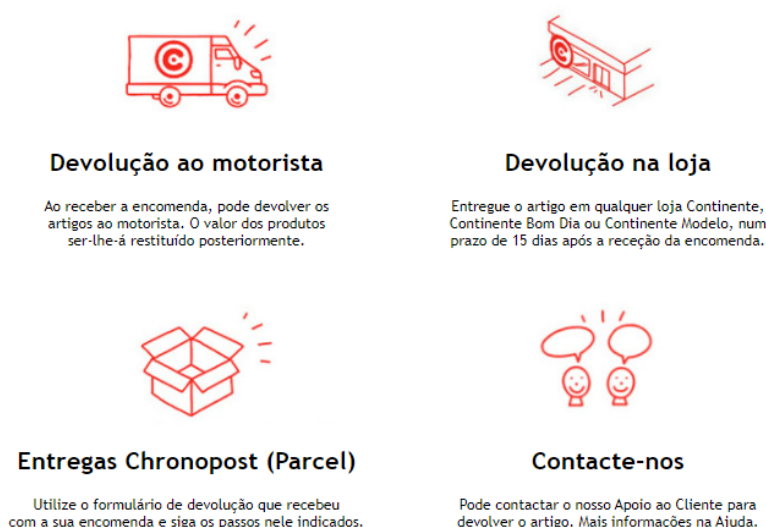 Devolução ao motorista
Ao receber a encomenda, pode devolver os
artigos ao motorista. O valor dos produtos
ser-lhe-á restituído posteriormente.
Devolução na loja
Entregue o artigo em qualquer loja Continente,
Continente Bom Dia ou Continente Modelo, num
prazo de 15 dias após a receção da encomenda.
Entregas Chronopost (Parcel)
Utilize o formulário de devolução que recebeu
com a sua encomenda e siga os passos nele indicados.
Contacte-nos
Pode contactar o nosso Apoio ao Cliente para
devolver o artigo. Mais informações na Ajuda.